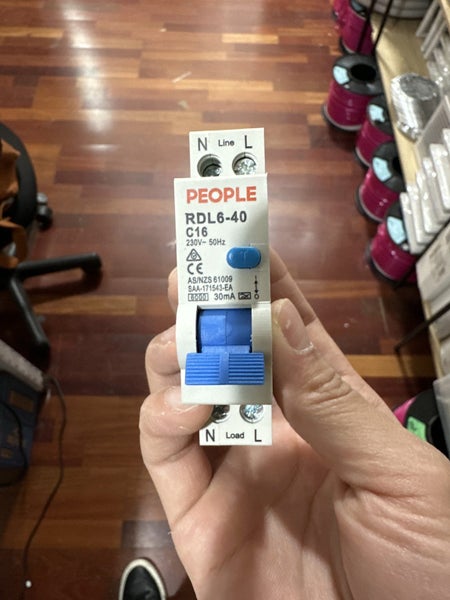 N Line L
PEOPLE
RDL6-40
C16
230V~ 50Hz
CE
AS/NZS 61009
SAA-171543-EA
6000 30mA
N Load L